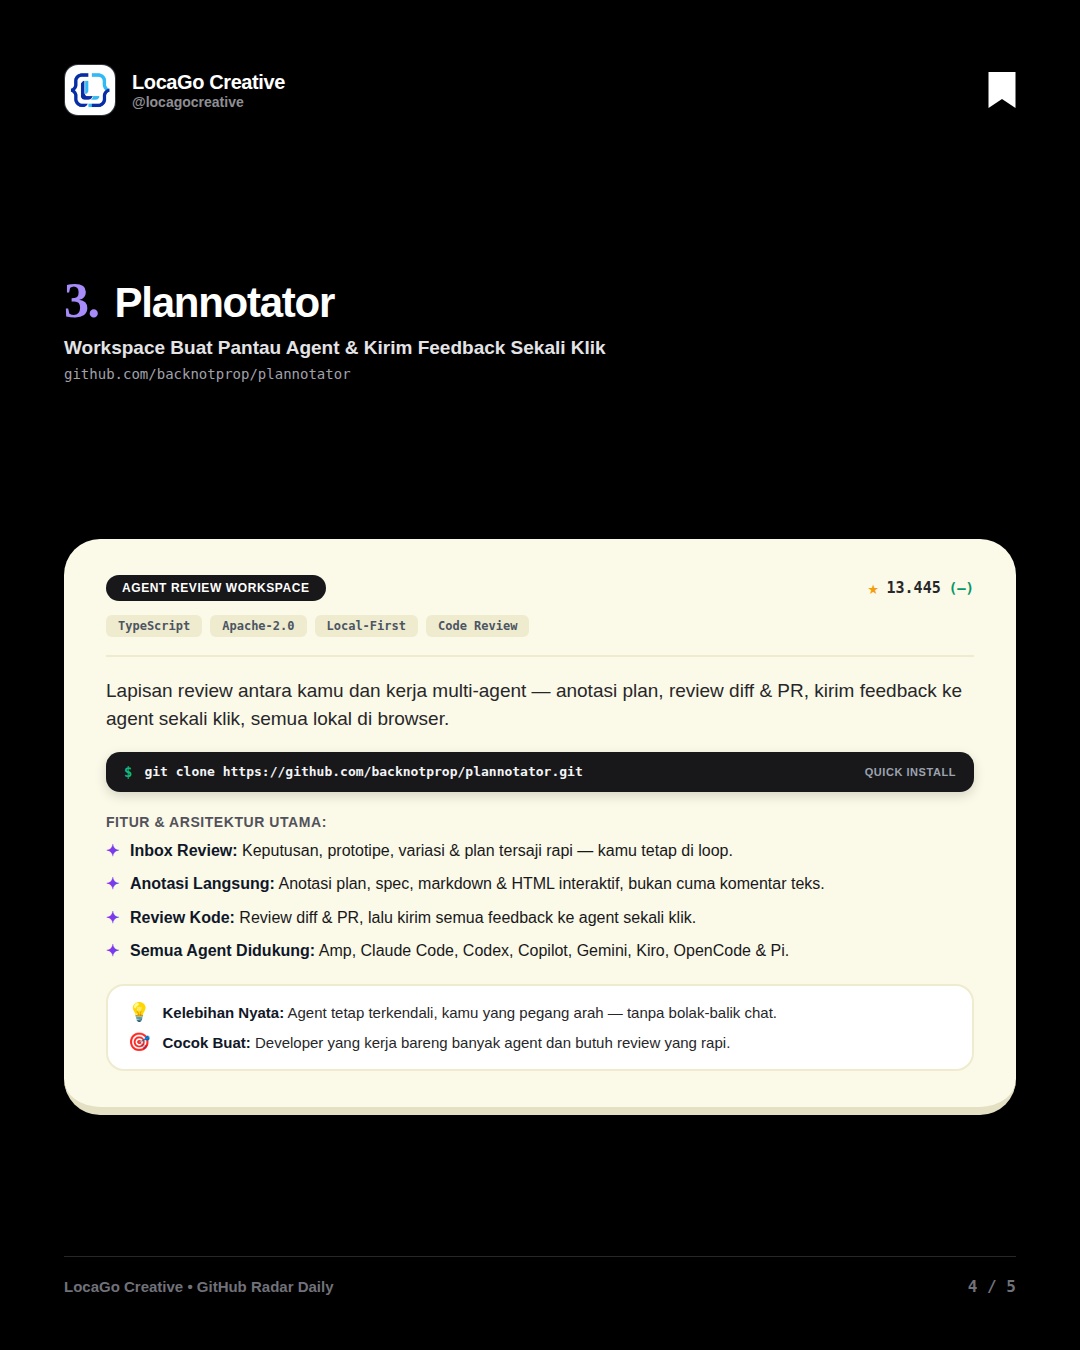 LocaGo Creative
@locagocreative
3. Plannotator
Workspace Buat Pantau Agent & Kirim Feedback Sekali Klik
github.com/backnotprop/plannotator
AGENT REVIEW WORKSPACE
★ 13.445 (—)
TypeScript Apache-2.0 Local-First Code Review
Lapisan review antara kamu dan kerja multi-agent — anotasi plan, review diff & PR, kirim feedback ke
agent sekali klik, semua lokal di browser.
$ git clone https://github.com/backnotprop/plannotator.git QUICK INSTALL
FITUR & ARSITEKTUR UTAMA:
✦ Inbox Review: Keputusan, prototipe, variasi & plan tersaji rapi — kamu tetap di loop.
✦ Anotasi Langsung: Anotasi plan, spec, markdown & HTML interaktif, bukan cuma komentar teks.
✦ Review Kode: Review diff & PR, lalu kirim semua feedback ke agent sekali klik.
✦ Semua Agent Didukung: Amp, Claude Code, Codex, Copilot, Gemini, Kiro, OpenCode & Pi.
💡 Kelebihan Nyata: Agent tetap terkendali, kamu yang pegang arah — tanpa bolak-balik chat.
🎯 Cocok Buat: Developer yang kerja bareng banyak agent dan butuh review yang rapi.
LocaGo Creative • GitHub Radar Daily
4 / 5